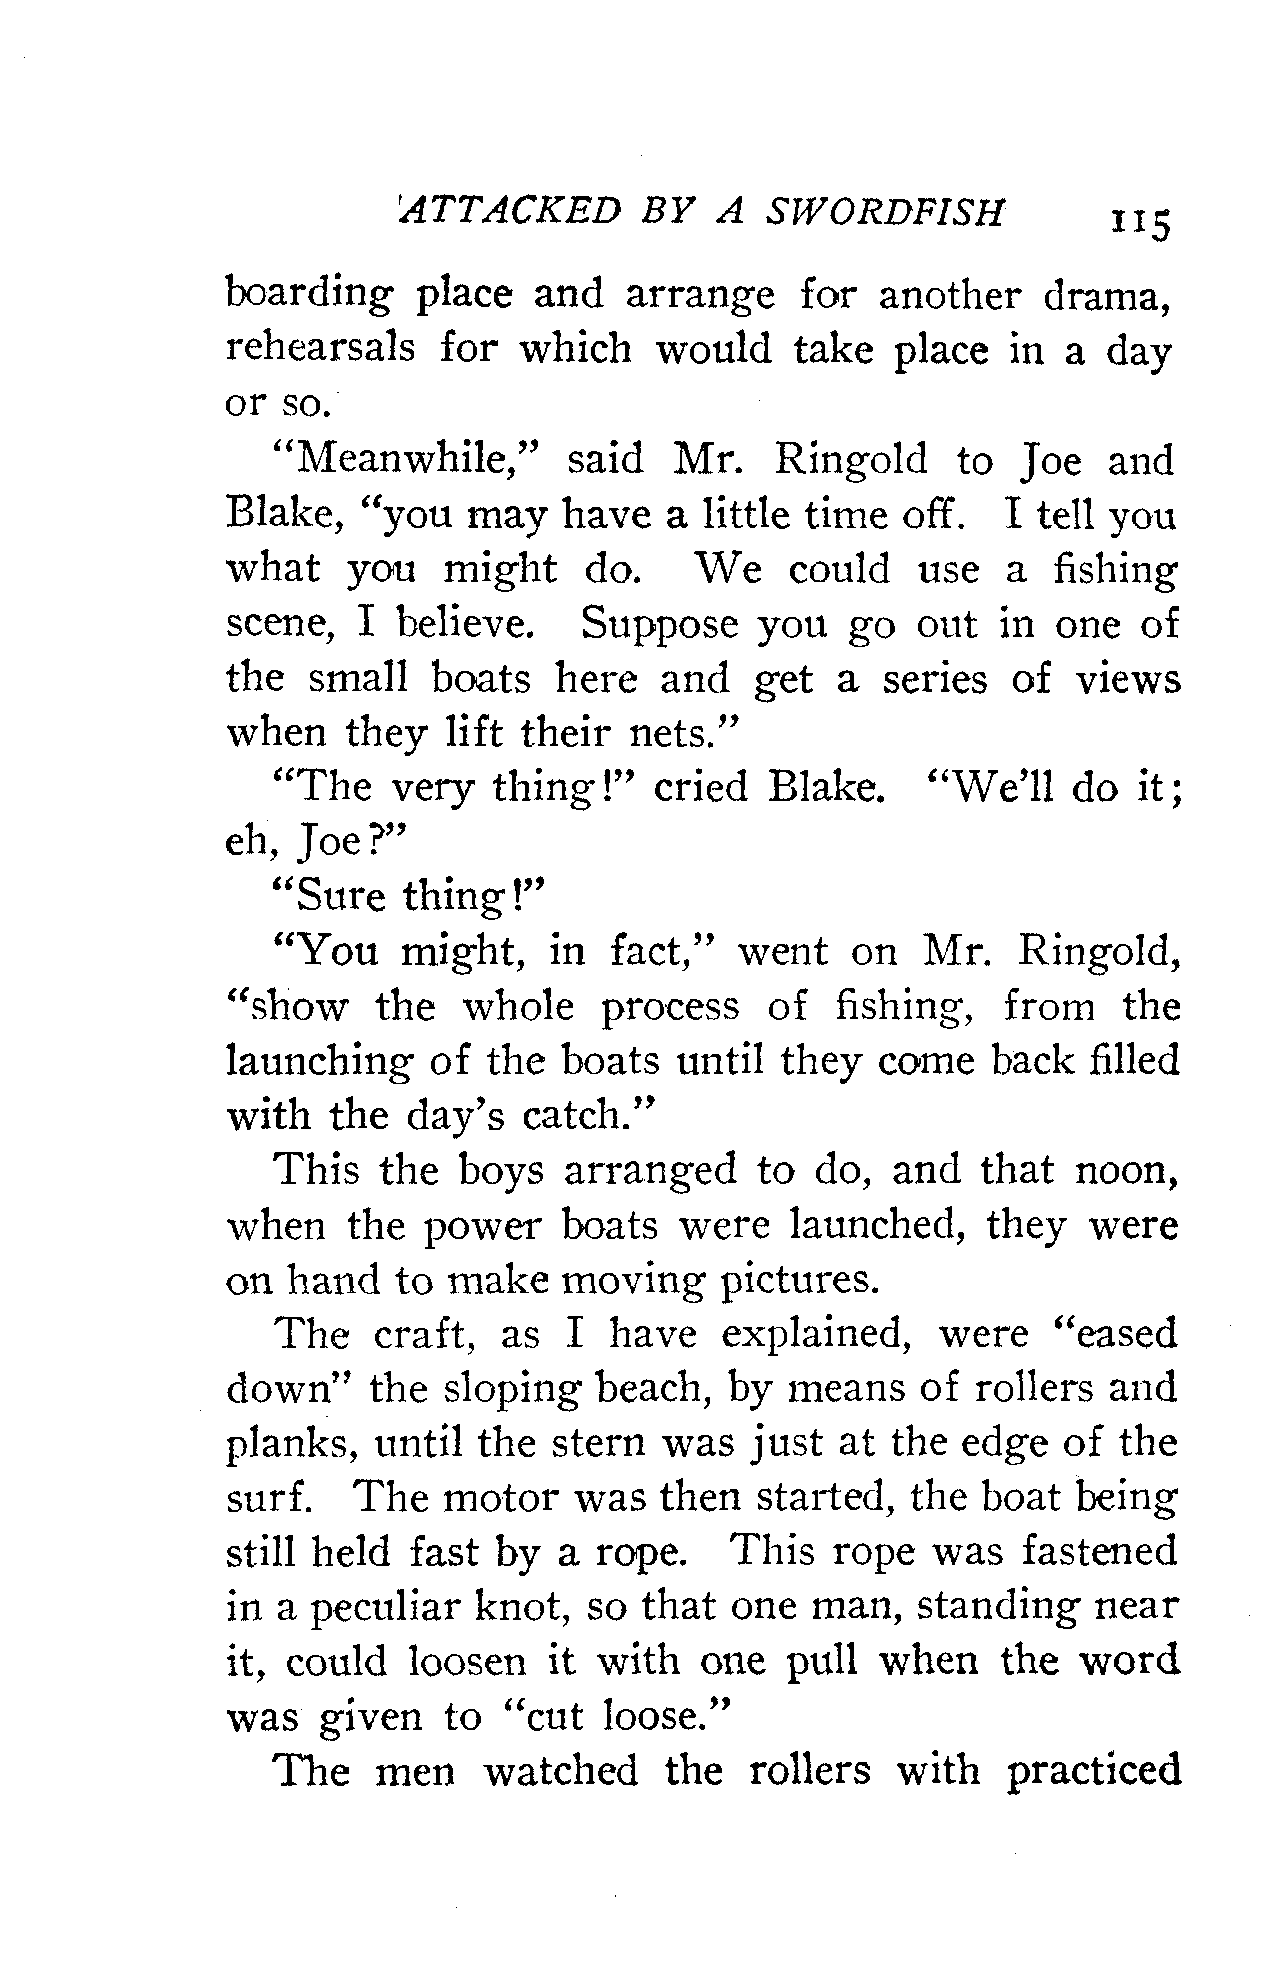 'ATTACKED BY A SWORDFISH 115
boarding place and arrange for another drama,
rehearsals for which would take place in a day
or so.
“Meanwhile,” said Mr. Ringold to Joe and
Blake, “you may have a little time off. I tell you
what you might do. We could use a fishing
scene, I believe. Suppose you go out in one of
the small boats here and get a series of views
when they lift their nets.”
“The very thing!” cried Blake. “We'll do it;
eh, Joe?”
“Sure thing!”
“You might, in fact,” went on Mr. Ringold,
“show the whole process of fishing, from the
launching of the boats until they come back filled
with the day's catch.”
This the boys arranged to do, and that noon,
when the power boats were launched, they were
on hand to make moving pictures.
The craft, as I have explained, were “eased
down” the sloping beach, by means of rollers and
planks, until the stern was just at the edge of the
surf. The motor was then started, the boat being
still held fast by a rope. This rope was fastened
in a peculiar knot, so that one man, standing near
it, could loosen it with one pull when the word
was given to “cut loose.”
The men watched the rollers with practiced